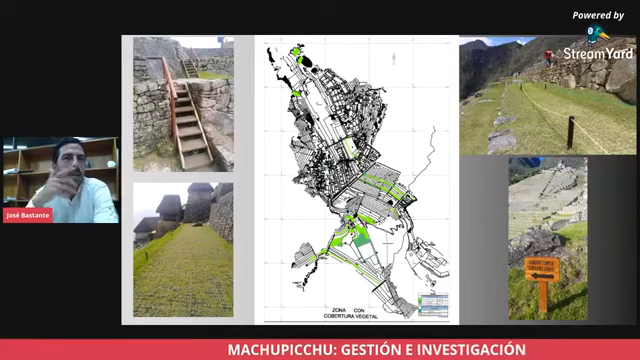 Powered by
StreamYard
José Bastante
ZONA CON
COBERTURA VEGETAL
MACHUPICCHU: GESTIÓN E INVESTIGACIÓN